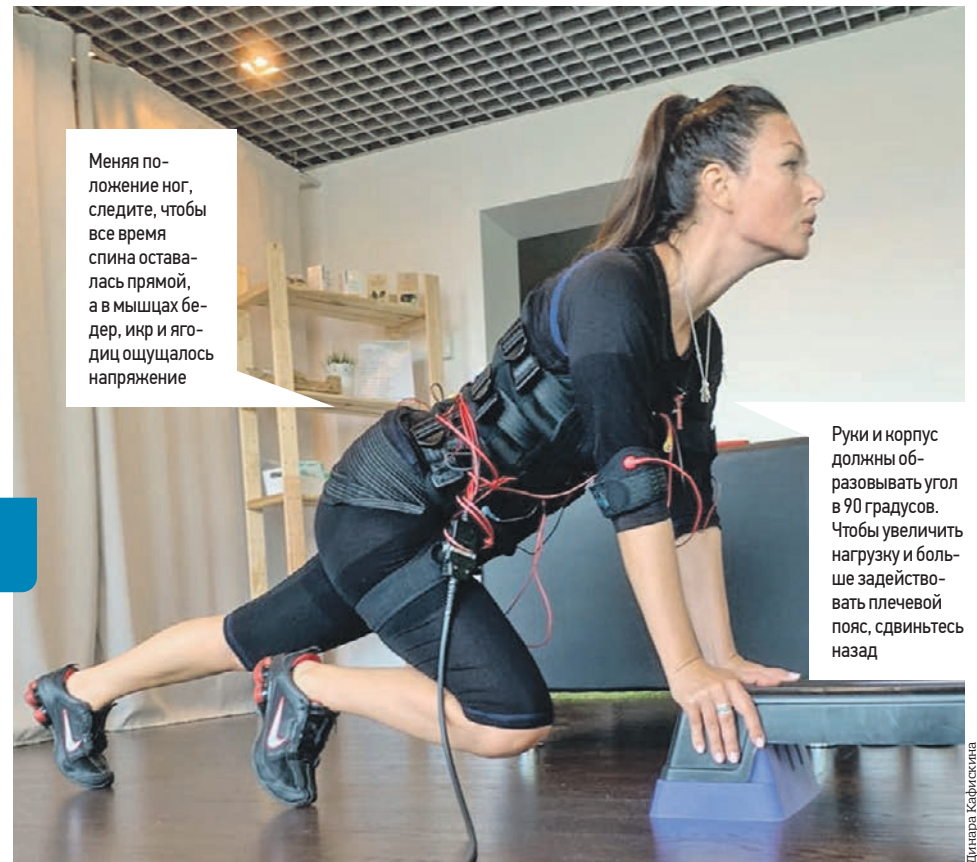 Меняя по-
ложение ног,
следите, чтобы
все время
спина остава-
лась прямой,
а в мышцах бе-
дер, икр и яго-
диц ощущалось
напряжение
Руки и корпус
должны об-
разовывать угол
в 90 градусов.
Чтобы увеличить
нагрузку и боль-
ше задейство-
вать плечевой
пояс, сдвиньтесь
назад
Динара Кафискина